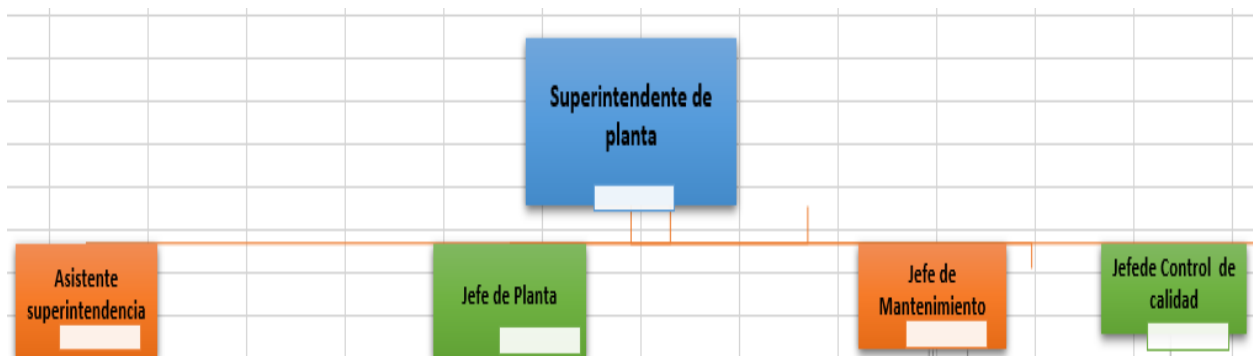 Superintendente de
planta
Asistente
superintendencia
Jefe de Planta
Jefe de
Mantenimiento
Jefede Control de
calidad